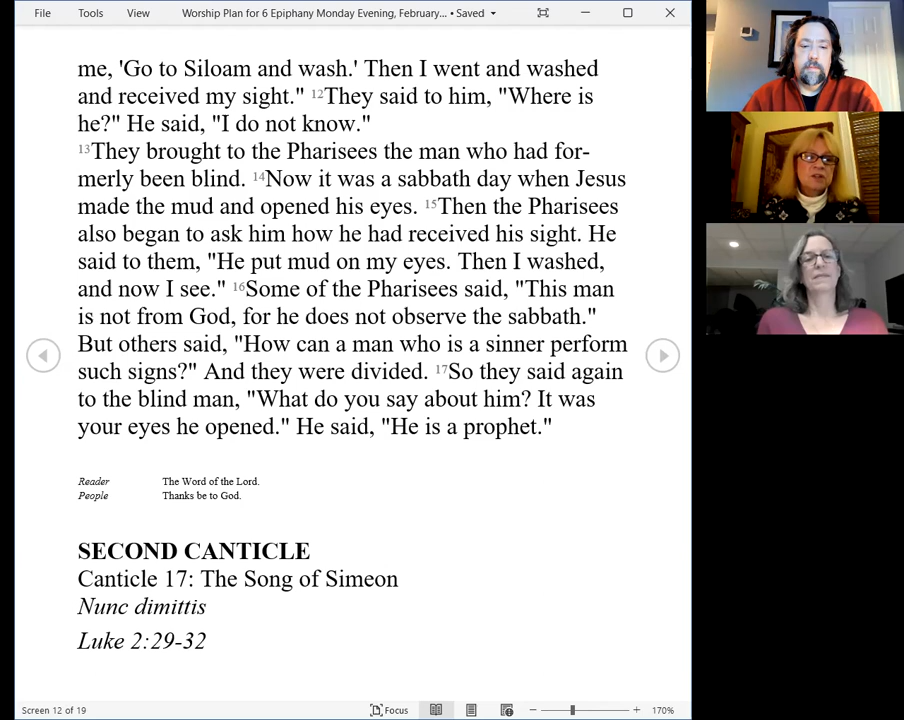 File Tools View Worship Plan for 6 Epiphany Monday Evening, February... • Saved
me, 'Go to Siloam and wash.' Then I went and washed
and received my sight." 12They said to him, "Where is
he?" He said, "I do not know."
13They brought to the Pharisees the man who had for-
merly been blind. 14Now it was a sabbath day when Jesus
made the mud and opened his eyes. 15Then the Pharisees
also began to ask him how he had received his sight. He
said to them, "He put mud on my eyes. Then I washed,
and now I see." 16Some of the Pharisees said, "This man
is not from God, for he does not observe the sabbath."
But others said, "How can a man who is a sinner perform
such signs?" And they were divided. 17So they said again
to the blind man, "What do you say about him? It was
your eyes he opened." He said, "He is a prophet."
Reader The Word of the Lord.
People Thanks be to God.
SECOND CANTICLE
Canticle 17: The Song of Simeon
Nunc dimittis
Luke 2:29-32
Screen 12 of 19 Focus 170%